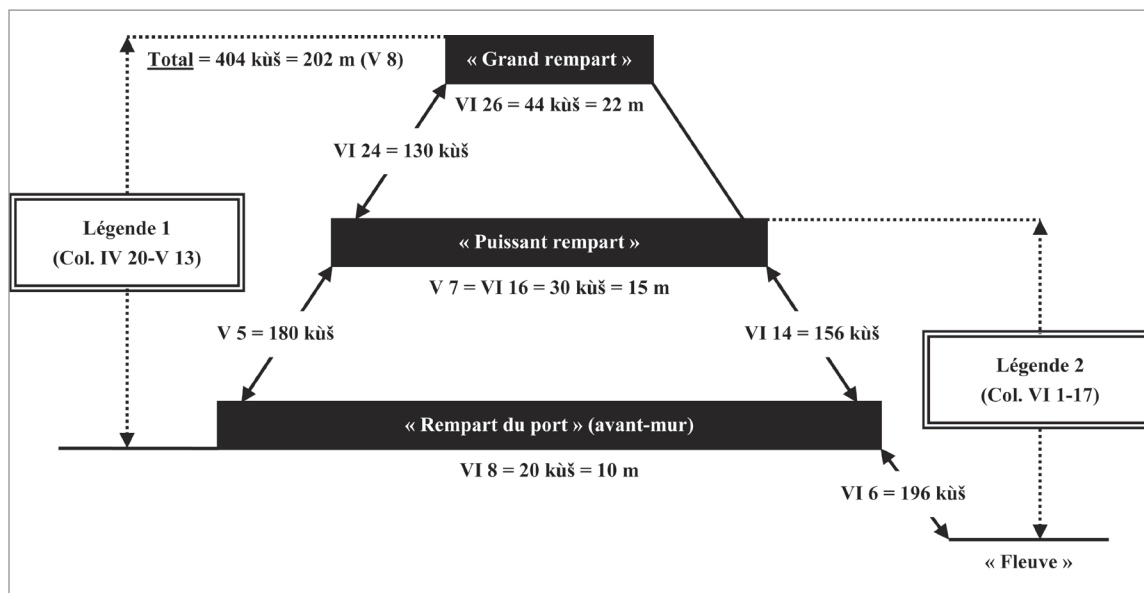 « Grand rempart »
Total = 404 kùš = 202 m (V 8)
VI 26 = 44 kùš = 22 m
VI 24 = 130 kùš
Légende 1
(Col. IV 20-V 13)
« Puissant rempart »
V 7 = VI 16 = 30 kùš = 15 m
V 5 = 180 kùš
VI 14 = 156 kùš
Légende 2
(Col. VI 1-17)
« Rempart du port » (avant-mur)
VI 8 = 20 kùš = 10 m
VI 6 = 196 kùš
« Fleuve »